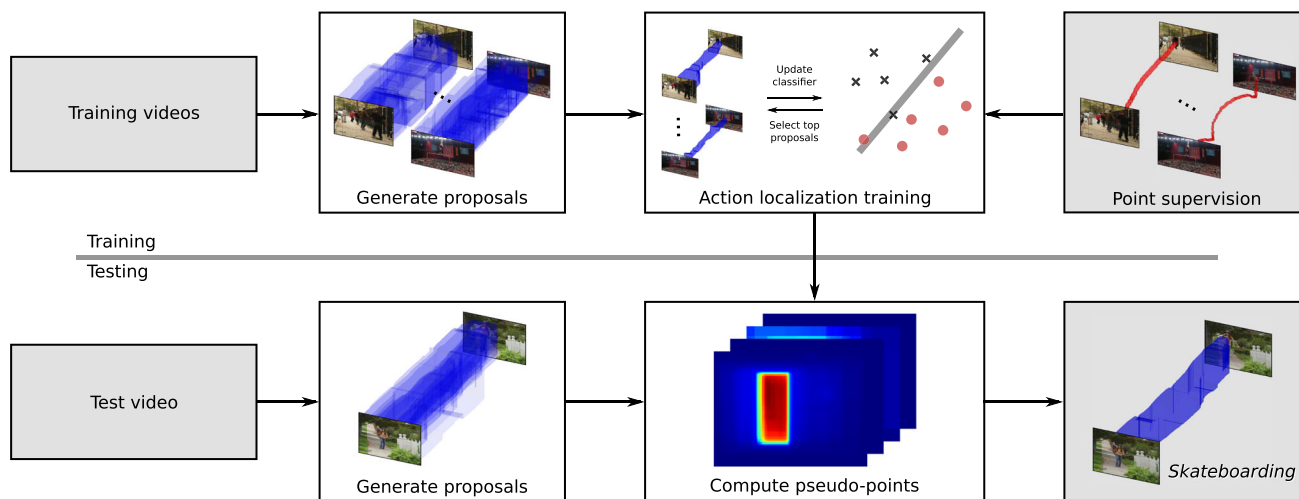 Training videos
Generate proposals
Update
classifier
Select top
proposals
Action localization training
Point supervision
Training
Testing
Test video
Generate proposals
Compute pseudo-points
Skateboarding